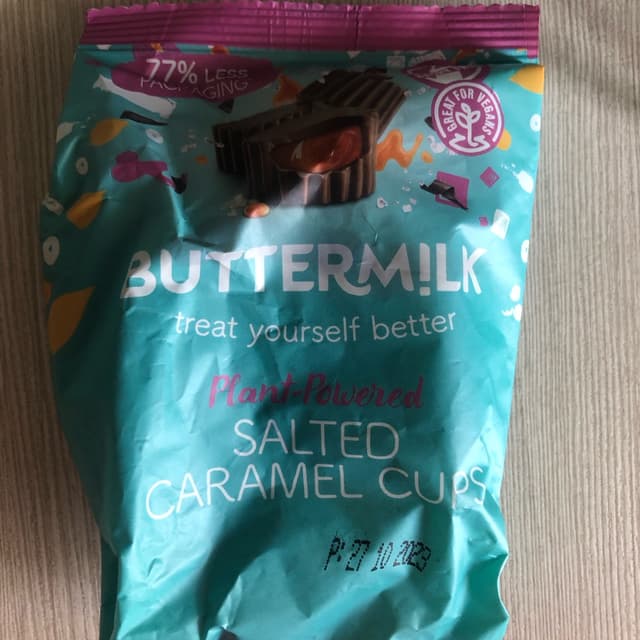 77% LESS
PACKAGING
GREAT FOR VEGANS
BUTTERM!LK
treat yourself better
Plant-Powered
SALTED
CARAMEL CUPS
P: 27 10 2023